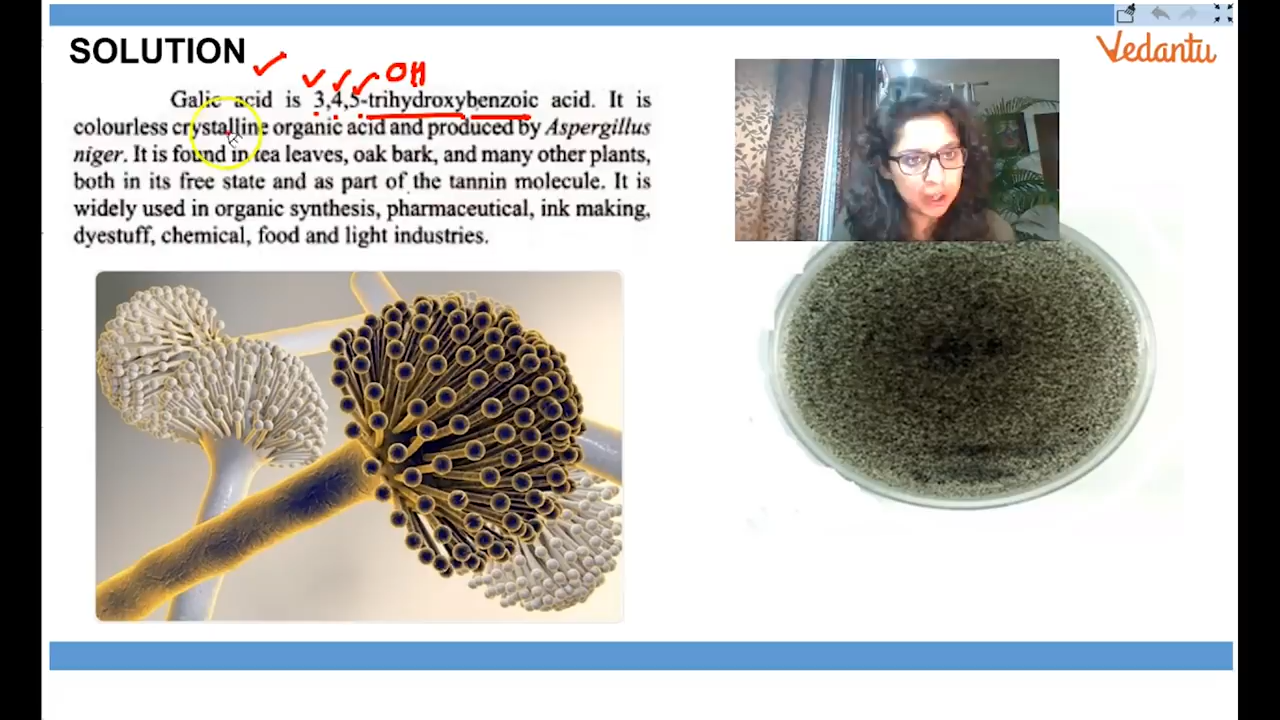 SOLUTION
Vedantu
OH
Galic acid is 3,4,5-trihydroxybenzoic acid. It is
colourless crystalline organic acid and produced by Aspergillus
niger. It is found in tea leaves, oak bark, and many other plants,
both in its free state and as part of the tannin molecule. It is
widely used in organic synthesis, pharmaceutical, ink making,
dyestuff, chemical, food and light industries.